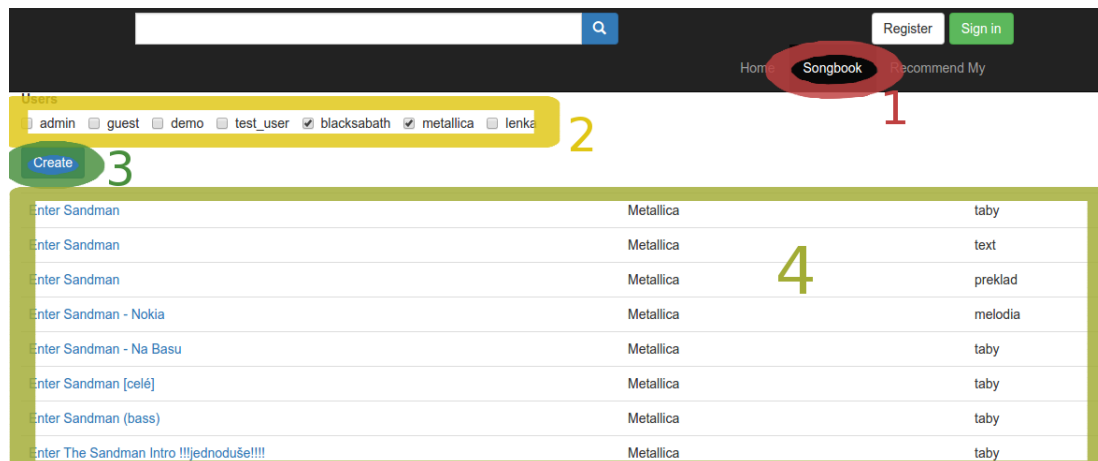 Register Sign in
Home Songbook Recommend My
1
Users
admin guest demo test_user blacksabath metallica lenka
2
Create
3
Enter Sandman Metallica taby
Enter Sandman Metallica text
4
Enter Sandman Metallica preklad
Enter Sandman - Nokia Metallica melodia
Enter Sandman - Na Basu Metallica taby
Enter Sandman [celé] Metallica taby
Enter Sandman (bass) Metallica taby
Enter The Sandman Intro !!!jednoduše!!!! Metallica taby